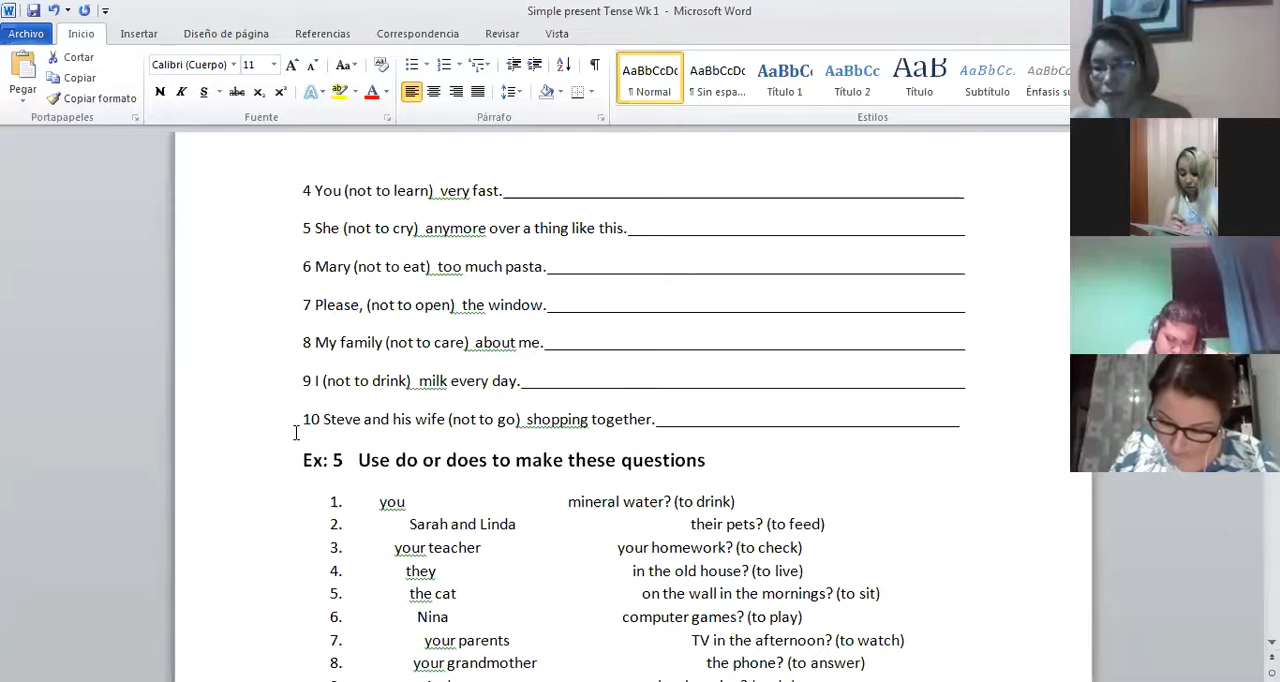 Simple present Tense Wk 1 - Microsoft Word
Archivo Inicio Insertar Diseño de página Referencias Correspondencia Revisar Vista
Pegar
Cortar
Copiar
Copiar formato
Portapapeles
Calibri (Cuerpo) 11
Fuente
Párrafo
AaBbCcDc AaBbCcDc AaBbC AaBbCc AaB AaBbCc. AaBbCc
¶ Normal ¶ Sin espa... Título 1 Título 2 Título Subtítulo Énfasis su
Estilos
4 You (not to learn) very fast.
5 She (not to cry) anymore over a thing like this.
6 Mary (not to eat) too much pasta.
7 Please, (not to open) the window.
8 My family (not to care) about me.
9 I (not to drink) milk every day.
10 Steve and his wife (not to go) shopping together.
Ex: 5 Use do or does to make these questions
1. you mineral water? (to drink)
2. Sarah and Linda their pets? (to feed)
3. your teacher your homework? (to check)
4. they in the old house? (to live)
5. the cat on the wall in the mornings? (to sit)
6. Nina computer games? (to play)
7. your parents TV in the afternoon? (to watch)
8. your grandmother the phone? (to answer)